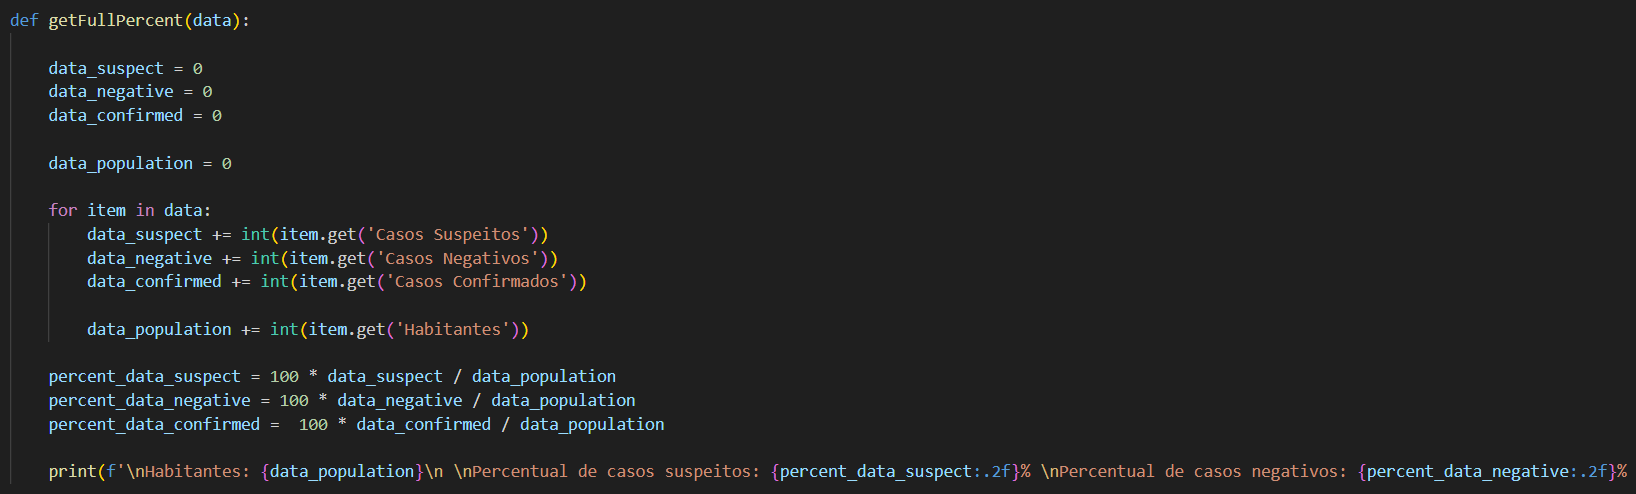 def getFullPercent(data):
    data_suspect = 0
    data_negative = 0
    data_confirmed = 0
    data_population = 0
    for item in data:
        data_suspect += int(item.get('Casos Suspeitos'))
        data_negative += int(item.get('Casos Negativos'))
        data_confirmed += int(item.get('Casos Confirmados'))
        data_population += int(item.get('Habitantes'))
    percent_data_suspect = 100 * data_suspect / data_population
    percent_data_negative = 100 * data_negative / data_population
    percent_data_confirmed =  100 * data_confirmed / data_population
    print(f'\nHabitantes: {data_population}\n \nPercentual de casos suspeitos: {percent_data_suspect:.2f}% \nPercentual de casos negativos: {percent_data_negative:.2f}%